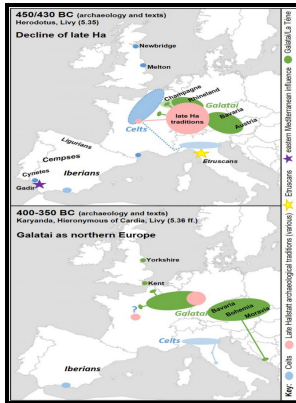 450/430 BC (archaeology and texts)
Herodotus, Livy (5.35)
Decline of late Ha
Newbridge
Melton
Champagne
Rhineland
Galatai
Bavaria
Austria
late Ha
traditions
Celts
Ligurians
Cempses
Cynetes
Gadir
Iberians
Etruscans
400-350 BC (archaeology and texts)
Karyanda, Hieronymous of Cardia, Livy (5.36 ff.)
Galatai as northern Europe
Yorkshire
Kent
?
Galatai
Bavaria
Bohemia
Moravia
Celts
Iberians
Key:
Celts
Late Hallstatt archaeological traditions (various)
Etruscans
eastern Mediterranean influence
Galatai/La Tène